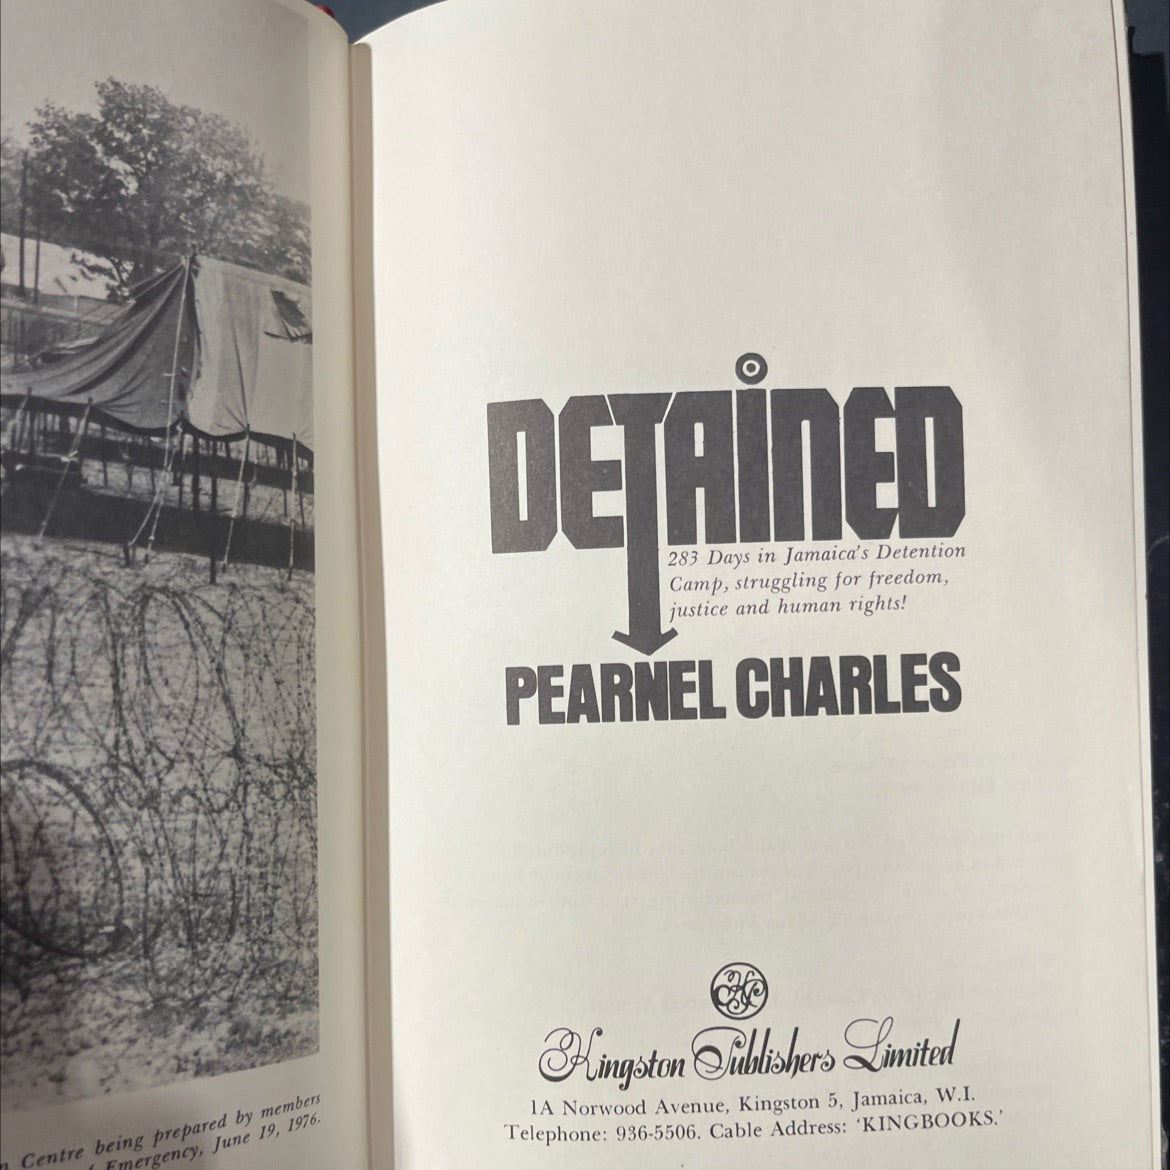 DETAINED
283 Days in Jamaica's Detention
Camp, struggling for freedom,
justice and human rights!
PEARNEL CHARLES
Kingston Publishers Limited
1A Norwood Avenue, Kingston 5, Jamaica, W.I.
Telephone: 936-5506. Cable Address: 'KINGBOOKS.'
Centre being prepared by members
Emergency, June 19, 1976.